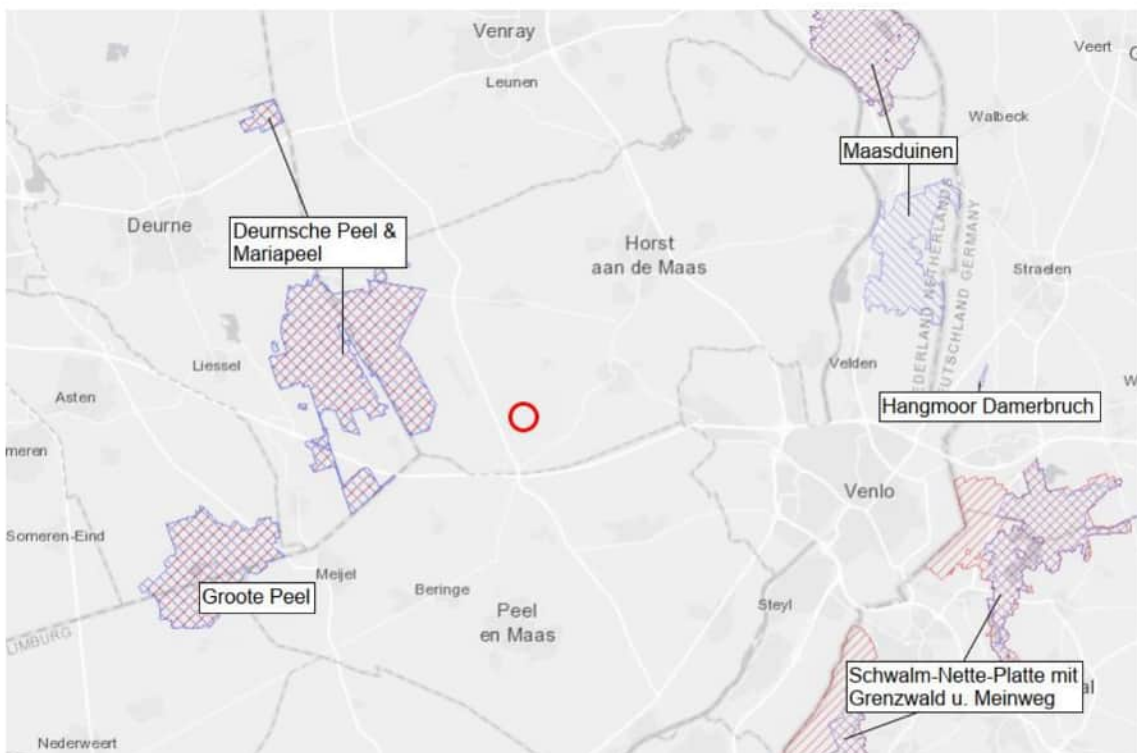 Venray
Veert
Leunen
Walbeck
Maasduinen
Deurne
Deurnsche Peel &
Mariapeel
Horst
aan de Maas
NEDERLAND NETHERLANDS
DEUTSCHLAND GERMANY
Straelen
Liessel
Velden
Asten
Hangmoor Damerbruch
meren
Venlo
Someren-Eind
Meijel
Groote Peel
Beringe
Peel
en Maas
Steyl
LIMBURG
Schwalm-Nette-Platte mit
Grenzwald u. Meinweg
al
Nederweert